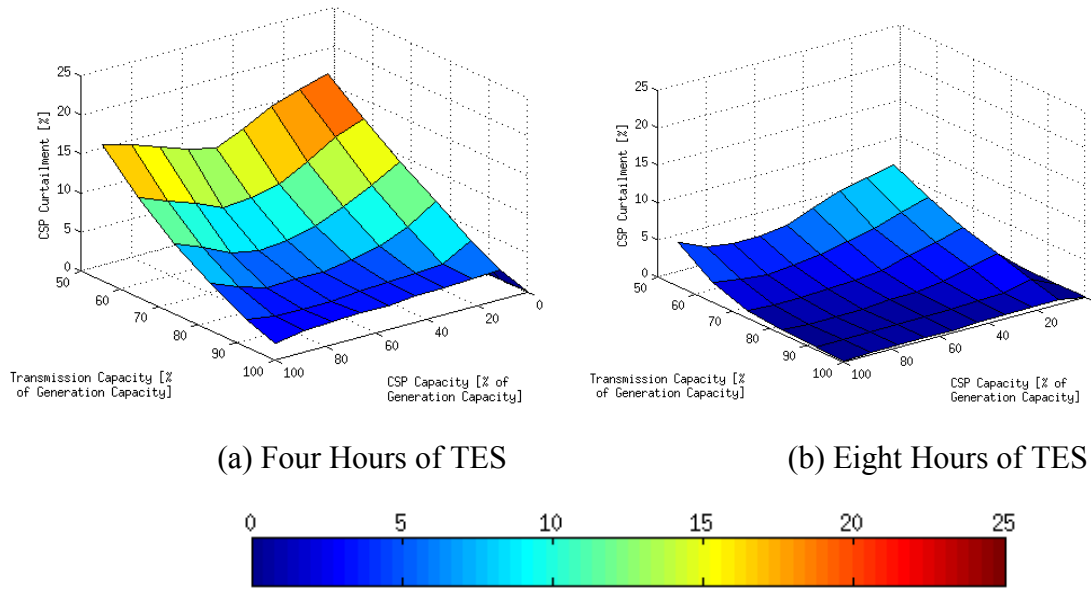 25
20
15
10
5
0
CSP Curtailment [%]
50
60
70
80
90
100
Transmission Capacity [%
of Generation Capacity]
100
80
60
40
20
0
CSP Capacity [% of
Generation Capacity]
(a) Four Hours of TES
25
20
15
10
5
0
CSP Curtailment [%]
50
60
70
80
90
100
Transmission Capacity [%
of Generation Capacity]
100
80
60
40
20
CSP Capacity [% of
Generation Capacity]
(b) Eight Hours of TES
0 5 10 15 20 25